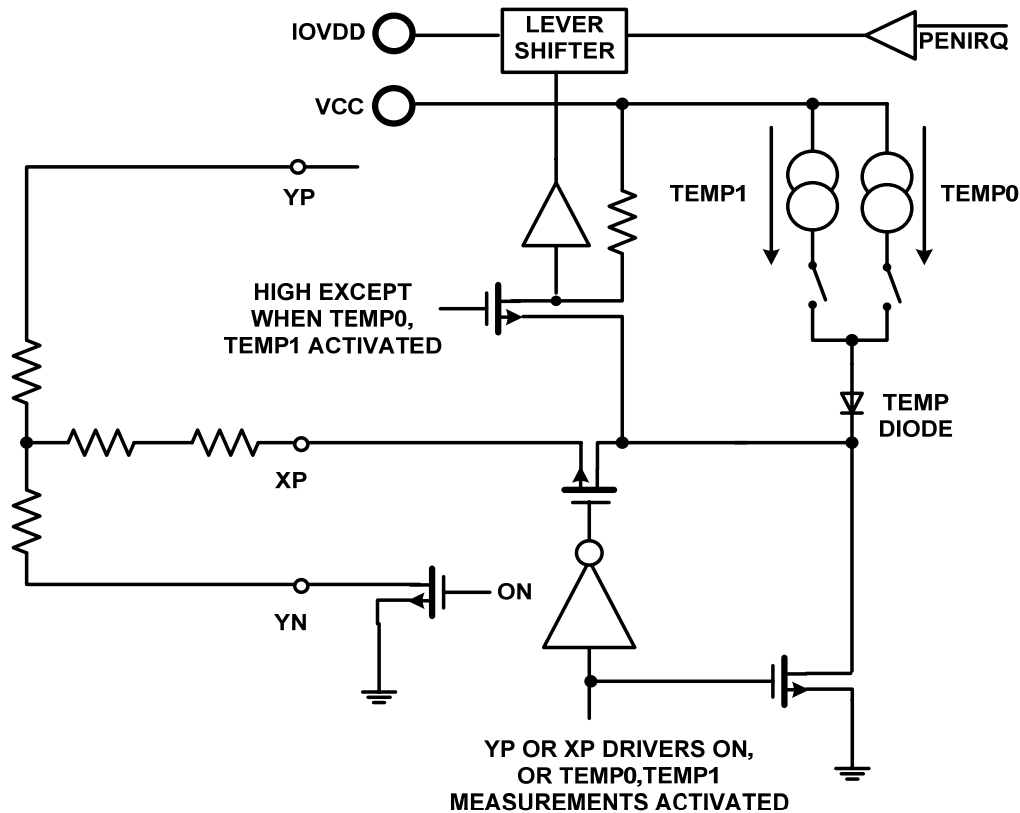 IOVDD
LEVER
SHIFTER
PENIRQ
VCC
YP
TEMP1
TEMP0
HIGH EXCEPT
WHEN TEMP0,
TEMP1 ACTIVATED
TEMP
DIODE
XP
YN
ON
YP OR XP DRIVERS ON,
OR TEMP0,TEMP1
MEASUREMENTS ACTIVATED